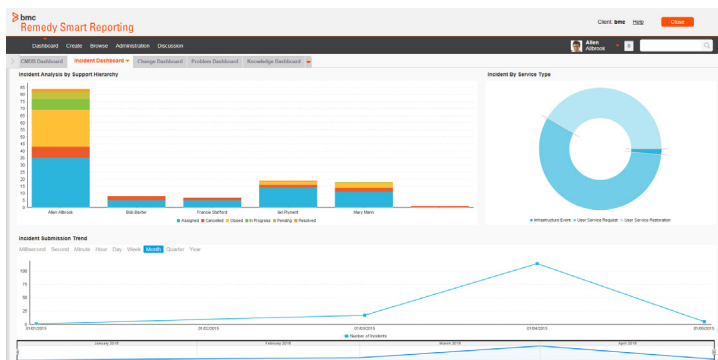 bmc
Remedy Smart Reporting
Client: bmc Help Close
Dashboard Create Browse Administration Discussion
Allen
Allbrook
CMDB Dashboard Incident Dashboard Change Dashboard Problem Dashboard Knowledge Dashboard
Incident Analysis by Support Hierarchy
Incident By Service Type
85
80
75
70
65
60
55
50
45
40
35
30
25
20
15
10
5
0
Allen Allbrook Bob Baxter Francie Stafford Ian Plyment Mary Mann
Assigned Cancelled Closed In Progress Pending Resolved
Infrastructure Event User Service Request User Service Restoration
Incident Submission Trend
Millisecond Second Minute Hour Day Week Month Quarter Year
100
75
50
25
0
01/01/2015 01/02/2015 01/03/2015 01/04/2015 01/05/2015
Number of Incidents
January 2015 February 2015 March 2015 April 2015